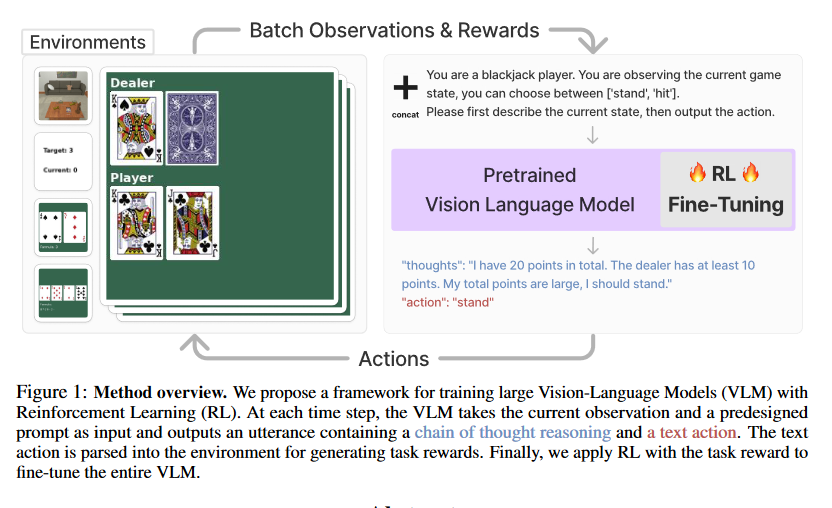 Batch Observations & Rewards
Environments
Target: 3
Current: 0
Dealer
K
K
Player
K
K
J
J
+
concat
You are a blackjack player. You are observing the current game
state, you can choose between ['stand', 'hit'].
Please first describe the current state, then output the action.
Pretrained
Vision Language Model
RL
Fine-Tuning
"thoughts": "I have 20 points in total. The dealer has at least 10
points. My total points are large, I should stand."
"action": "stand"
Actions
Figure 1: Method overview. We propose a framework for training large Vision-Language Models (VLM) with
Reinforcement Learning (RL). At each time step, the VLM takes the current observation and a predesigned
prompt as input and outputs an utterance containing a chain of thought reasoning and a text action. The text
action is parsed into the environment for generating task rewards. Finally, we apply RL with the task reward to
fine-tune the entire VLM.